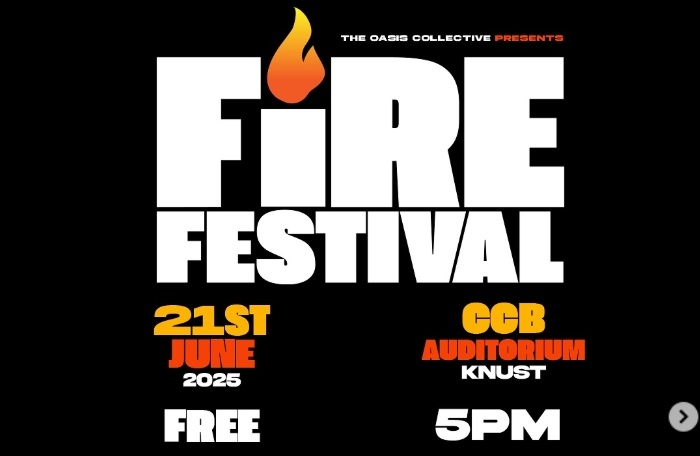 THE OASIS COLLECTIVE PRESENTS
FiRE
FESTIVAL
21ST
JUNE
2025
FREE
CCB
AUDITORIUM
KNUST
5PM